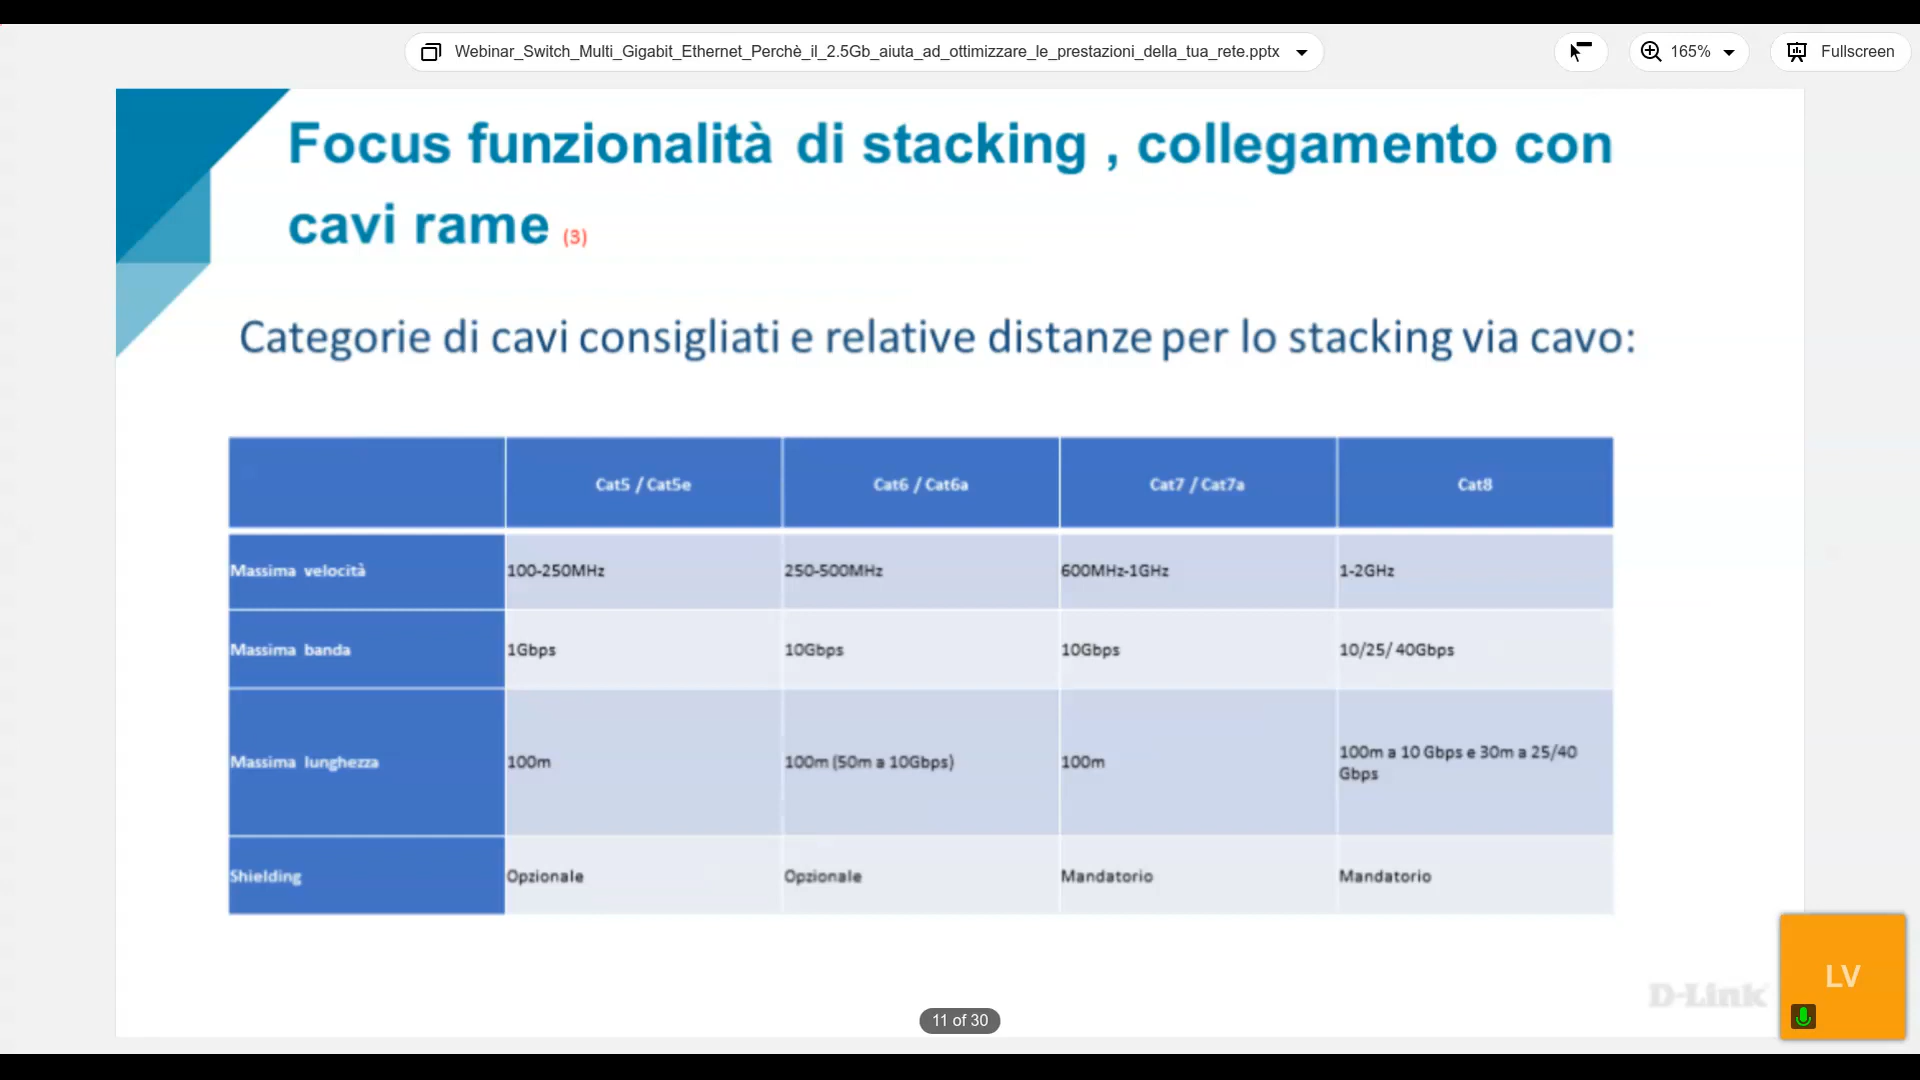 Webinar_Switch_Multi_Gigabit_Ethernet_Perchè_il_2.5Gb_aiuta_ad_ottimizzare_le_prestazioni_della_tua_rete.pptx
165%
Fullscreen
Focus funzionalità di stacking , collegamento con
cavi rame (3)
Categorie di cavi consigliati e relative distanze per lo stacking via cavo:
Cat5 / Cat5e Cat6 / Cat6a Cat7 / Cat7a Cat8
Massima velocità 100-250MHz 250-500MHz 600MHz-1GHz 1-2GHz
Massima banda 1Gbps 10Gbps 10Gbps 10/25/ 40Gbps
Massima lunghezza 100m 100m (50m a 10Gbps) 100m 100m a 10 Gbps e 30m a 25/40
Gbps
Shielding Opzionale Opzionale Mandatorio Mandatorio
LV
D-Link
11 of 30